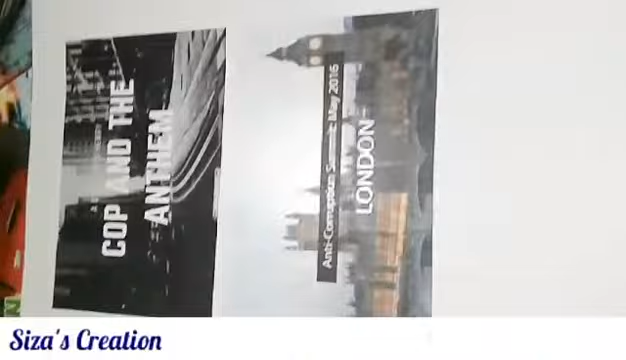 COP AND THE
ANTHEM
Anti-Corruption Summit May 2016
LONDON
Siza's Creation